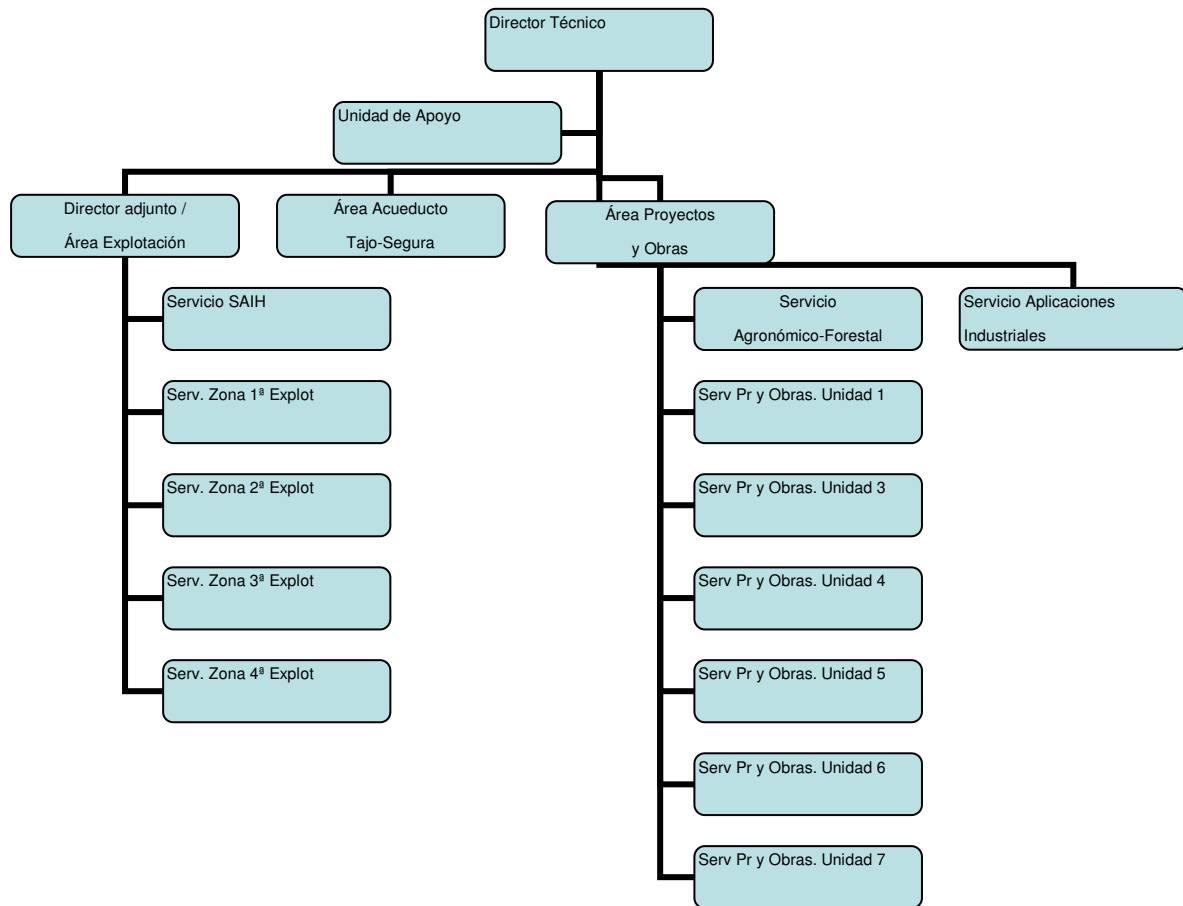 Director Técnico
Unidad de Apoyo
Director adjunto /
Área Explotación
Área Acueducto
Tajo-Segura
Área Proyectos
y Obras
Servicio SAIH
Serv. Zona 1ª Explot
Serv. Zona 2ª Explot
Serv. Zona 3ª Explot
Serv. Zona 4ª Explot
Servicio
Agronómico-Forestal
Serv Pr y Obras. Unidad 1
Serv Pr y Obras. Unidad 3
Serv Pr y Obras. Unidad 4
Serv Pr y Obras. Unidad 5
Serv Pr y Obras. Unidad 6
Serv Pr y Obras. Unidad 7
Servicio Aplicaciones
Industriales